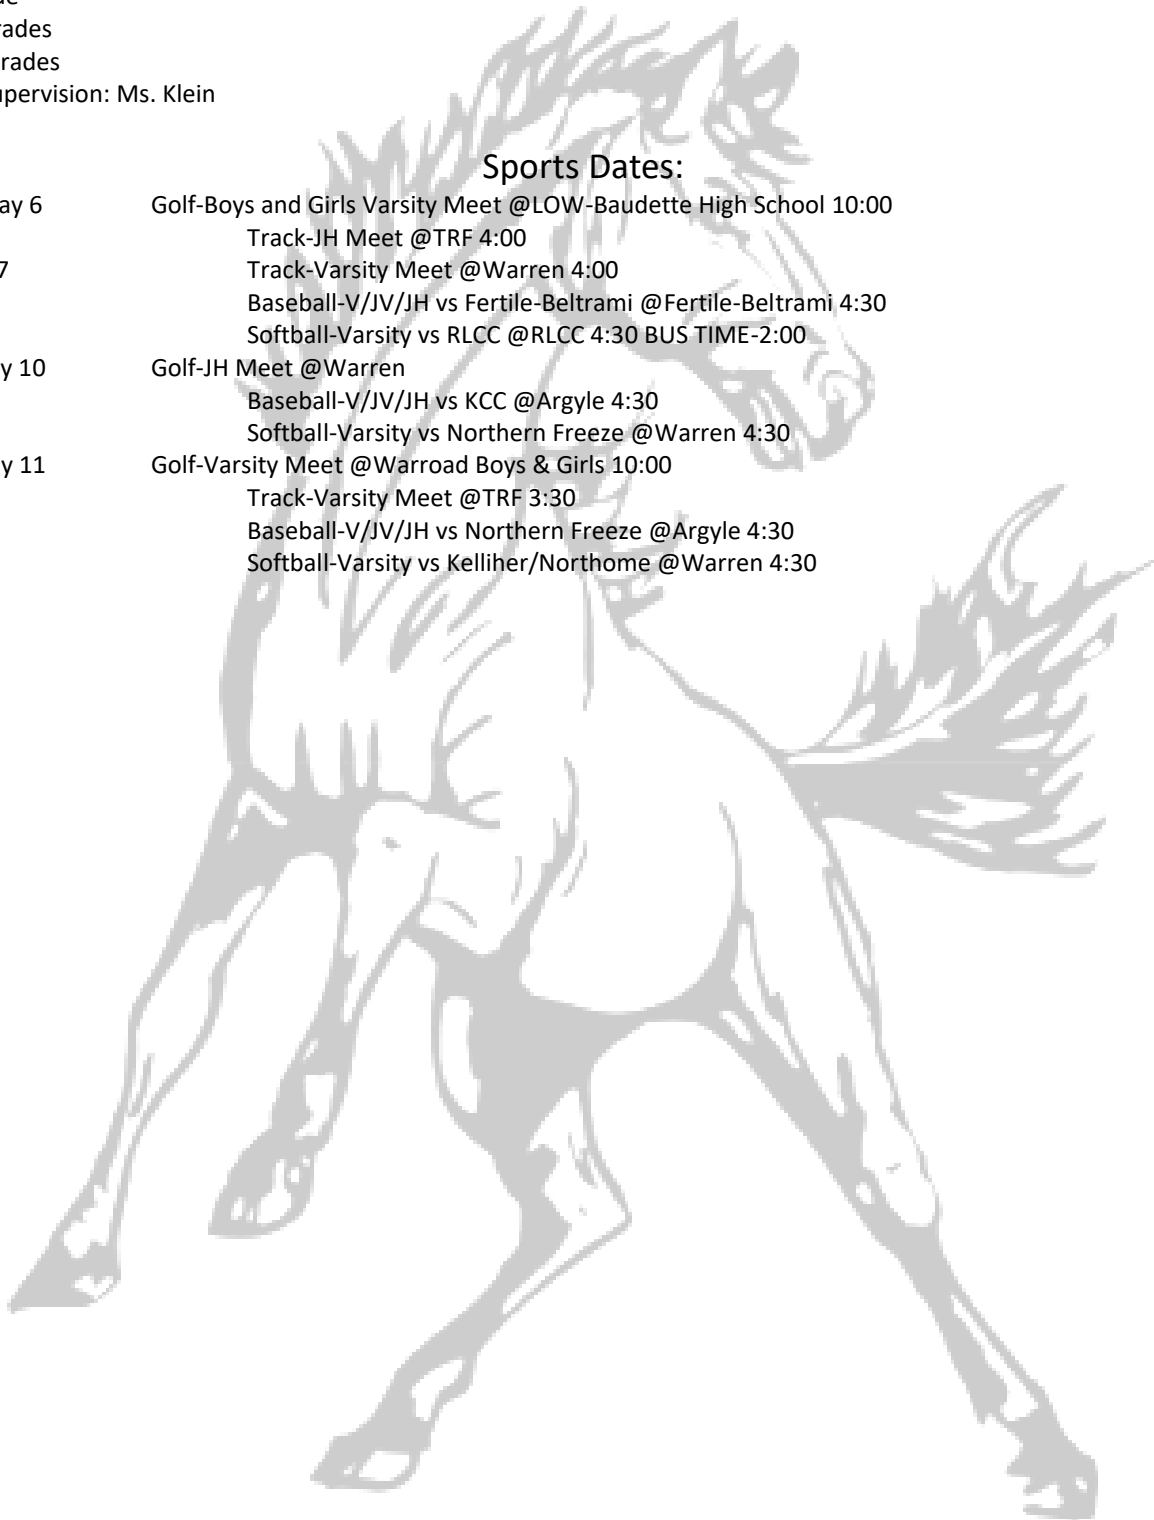 rades
rades
upervision: Ms. Klein
Sports Dates:
ay 6 Golf-Boys and Girls Varsity Meet @LOW-Baudette High School 10:00
Track-JH Meet @TRF 4:00
7 Track-Varsity Meet @Warren 4:00
Baseball-V/JV/JH vs Fertile-Beltrami @Fertile-Beltrami 4:30
Softball-Varsity vs RLCC @RLCC 4:30 BUS TIME-2:00
y 10 Golf-JH Meet @Warren
Baseball-V/JV/JH vs KCC @Argyle 4:30
Softball-Varsity vs Northern Freeze @Warren 4:30
y 11 Golf-Varsity Meet @Warroad Boys & Girls 10:00
Track-Varsity Meet @TRF 3:30
Baseball-V/JV/JH vs Northern Freeze @Argyle 4:30
Softball-Varsity vs Kelliher/Northome @Warren 4:30